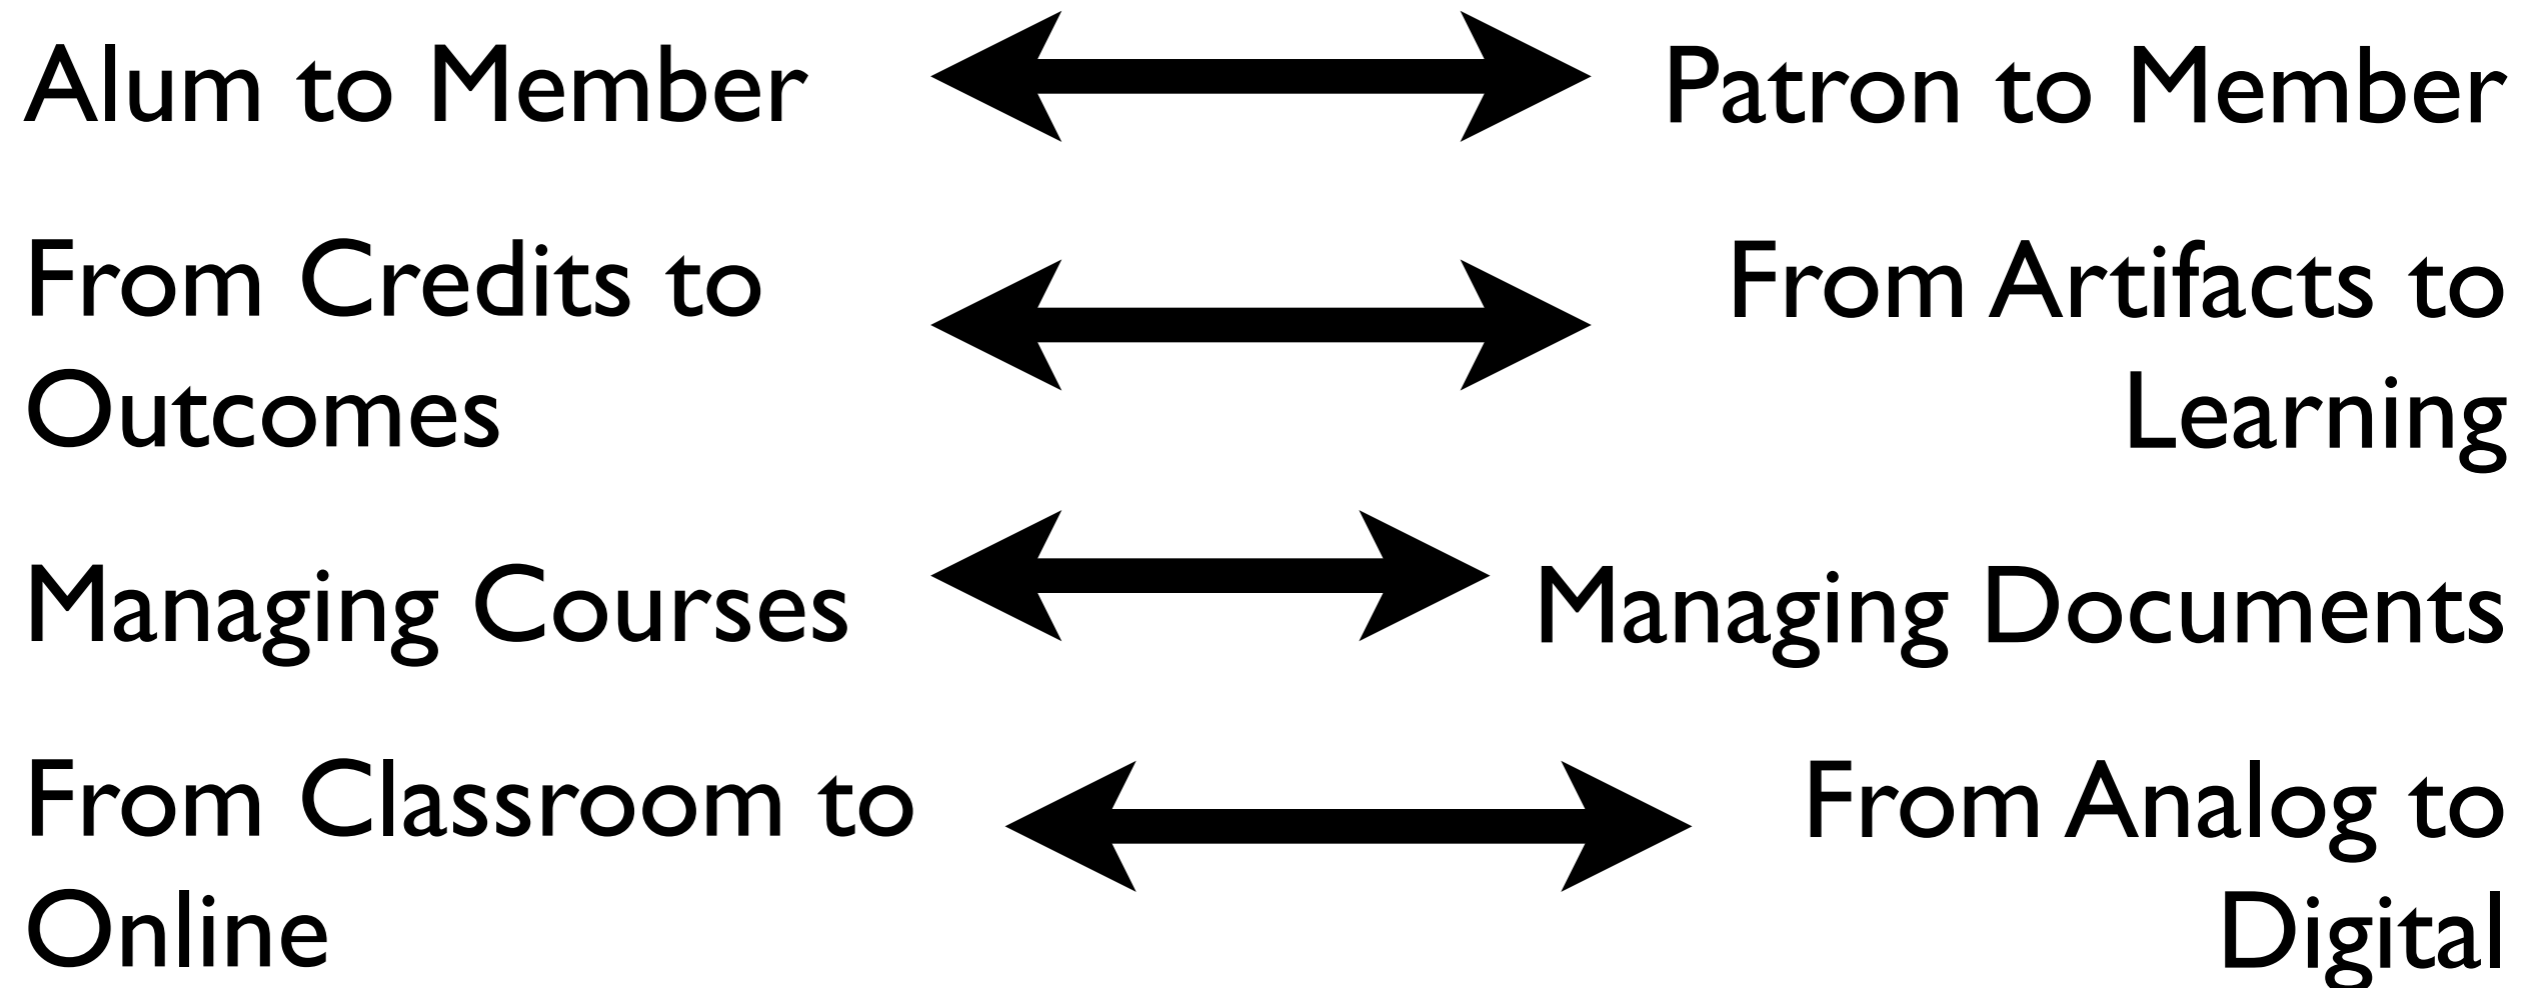 Alum to Member
Patron to Member
From Credits to
Outcomes
From Artifacts to
Learning
Managing Courses
Managing Documents
From Classroom to
Online
From Analog to
Digital